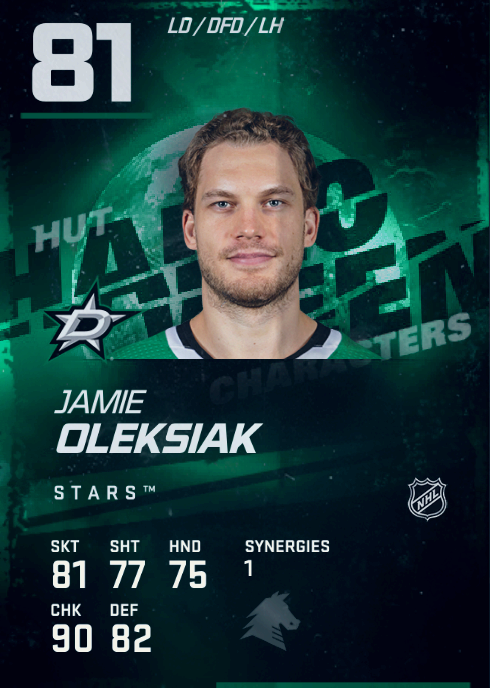 81
LD / DFD / LH
HUT
CHARACTERS
D
JAMIE
OLEKSIAK
STARS™
NHL
SKT
SHT
HND
SYNERGIES
81
77
75
1
CHK
DEF
90
82